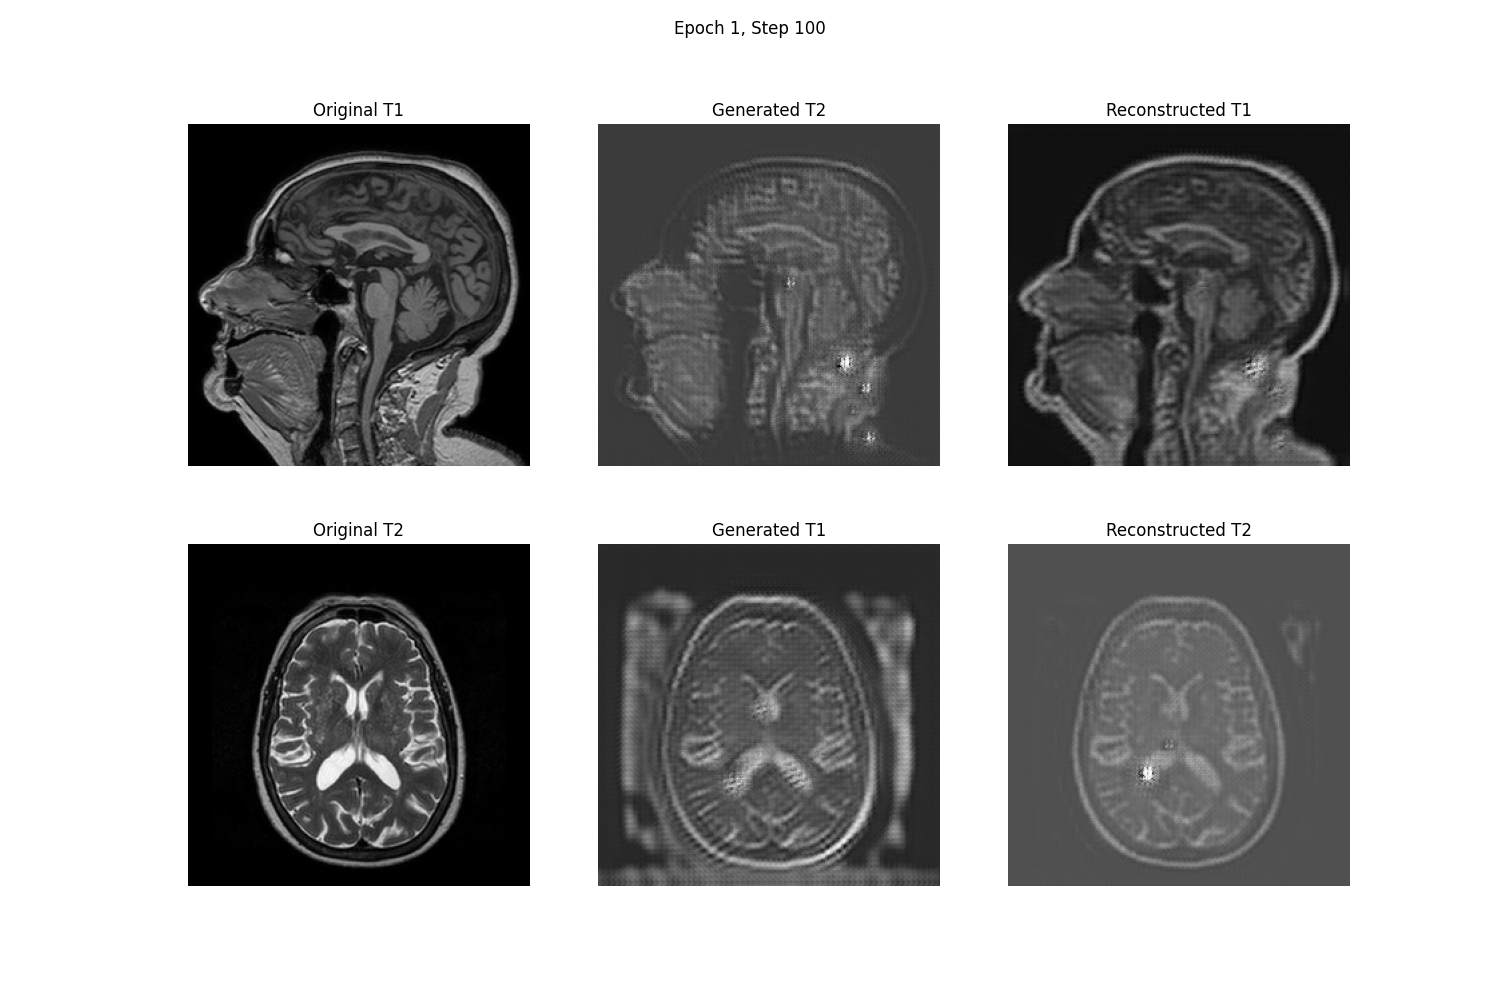 Epoch 1, Step 100
Original T1
Generated T2
Reconstructed T1
Original T2
Generated T1
Reconstructed T2